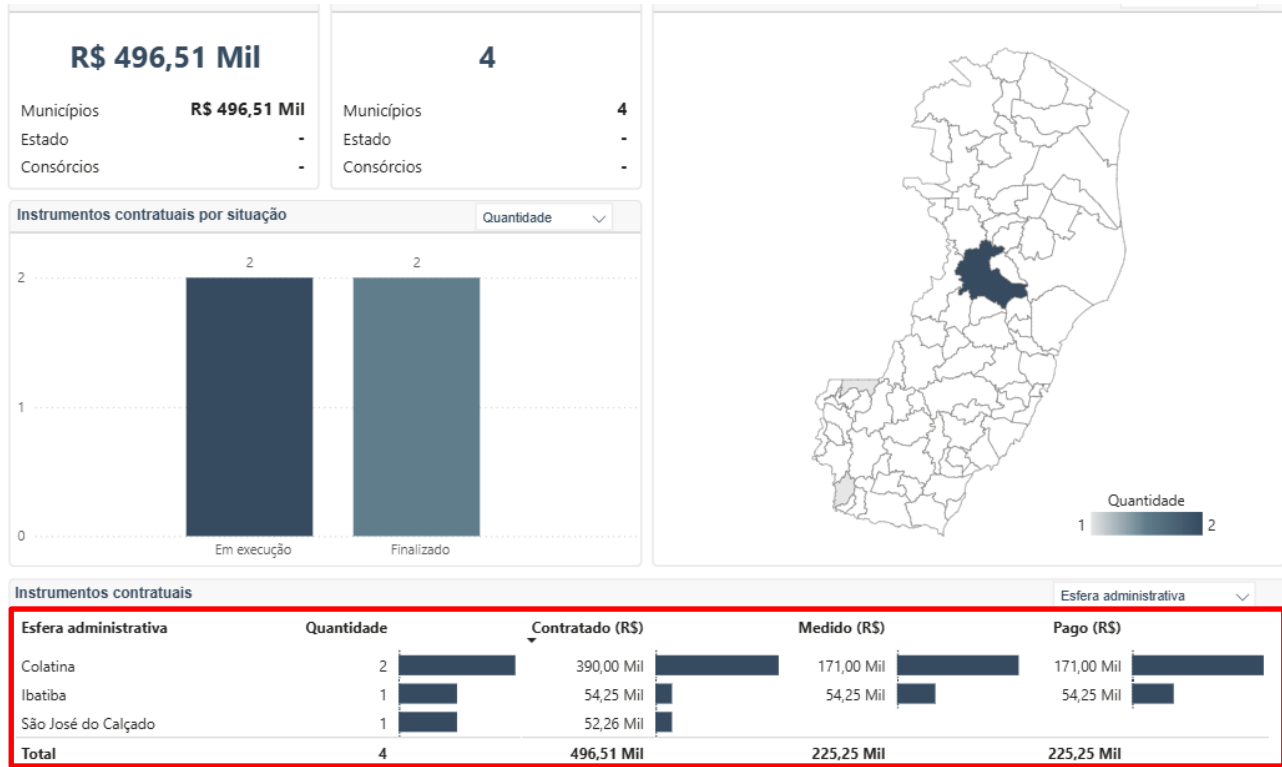 R$ 496,51 Mil
Municípios R$ 496,51 Mil
Estado -
Consórcios -
4
Municípios 4
Estado -
Consórcios -
Instrumentos contratuais por situação Quantidade
2 2
2
1
0
Em execução Finalizado
Quantidade
1 2
Instrumentos contratuais Esfera administrativa
Esfera administrativa Quantidade Contratado (R$) Medido (R$) Pago (R$)
Colatina 2 390,00 Mil 171,00 Mil 171,00 Mil
Ibatiba 1 54,25 Mil 54,25 Mil 54,25 Mil
São José do Calçado 1 52,26 Mil
Total 4 496,51 Mil 225,25 Mil 225,25 Mil